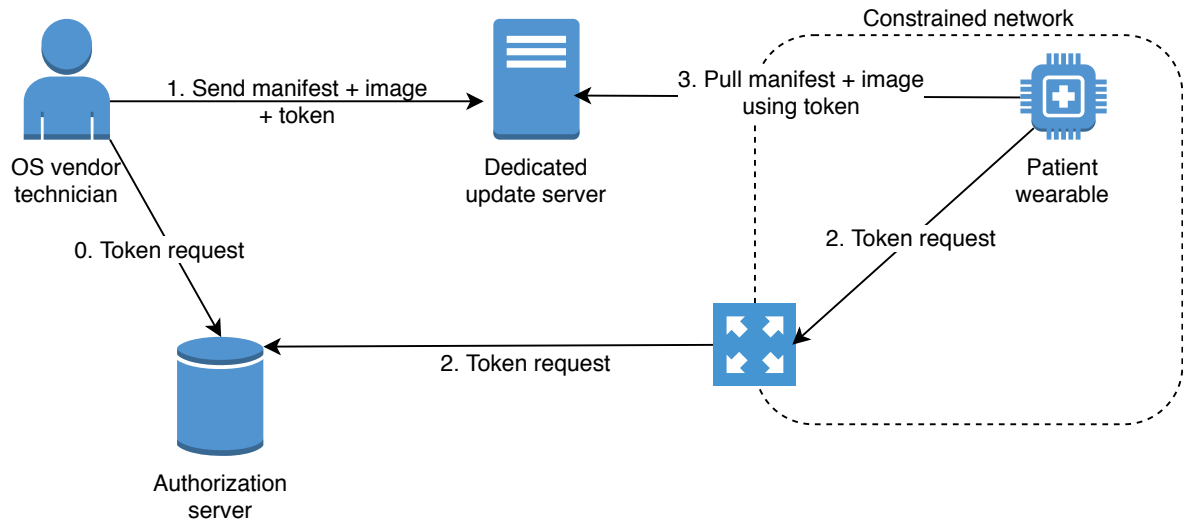 Constrained network
1. Send manifest + image
+ token
3. Pull manifest + image
using token
OS vendor
technician
Dedicated
update server
Patient
wearable
0. Token request
2. Token request
2. Token request
Authorization
server